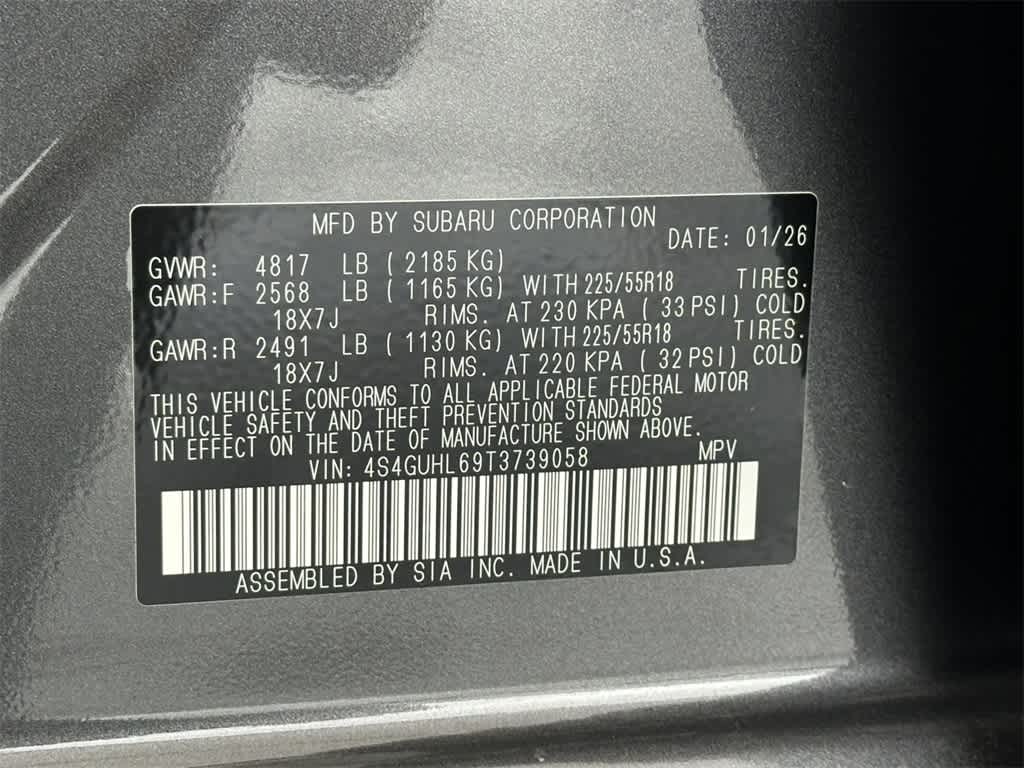 MFD BY SUBARU CORPORATION
DATE: 01/26
GVWR: 4817 LB ( 2185 KG)
GAWR:F 2568 LB ( 1165 KG) WITH 225/55R18 TIRES.
18X7J RIMS. AT 230 KPA ( 33 PSI) COLD
GAWR:R 2491 LB ( 1130 KG) WITH 225/55R18 TIRES.
18X7J RIMS. AT 220 KPA ( 32 PSI) COLD
THIS VEHICLE CONFORMS TO ALL APPLICABLE FEDERAL MOTOR
VEHICLE SAFETY AND THEFT PREVENTION STANDARDS
IN EFFECT ON THE DATE OF MANUFACTURE SHOWN ABOVE.
VIN: 4S4GUHL69T3739058 MPV
ASSEMBLED BY SIA INC. MADE IN U.S.A.